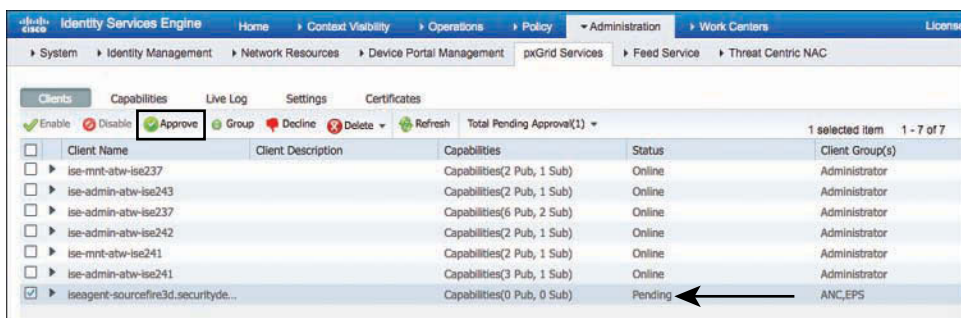 cisco Identity Services Engine Home Context Visibility Operations Policy Administration Work Centers License
System Identity Management Network Resources Device Portal Management pxGrid Services Feed Service Threat Centric NAC
Clients Capabilities Live Log Settings Certificates
Enable Disable Approve Group Decline Delete Refresh Total Pending Approval(1) 1 selected item 1 - 7 of 7
Client Name Client Description Capabilities Status Client Group(s)
ise-mnt-atw-ise237 Capabilities(2 Pub, 1 Sub) Online Administrator
ise-admin-atw-ise243 Capabilities(2 Pub, 1 Sub) Online Administrator
ise-admin-atw-ise237 Capabilities(6 Pub, 2 Sub) Online Administrator
ise-admin-atw-ise242 Capabilities(2 Pub, 1 Sub) Online Administrator
ise-mnt-atw-ise241 Capabilities(2 Pub, 1 Sub) Online Administrator
ise-admin-atw-ise241 Capabilities(3 Pub, 1 Sub) Online Administrator
iseagent-sourcefire3d.securityde... Capabilities(0 Pub, 0 Sub) Pending ANC,EPS